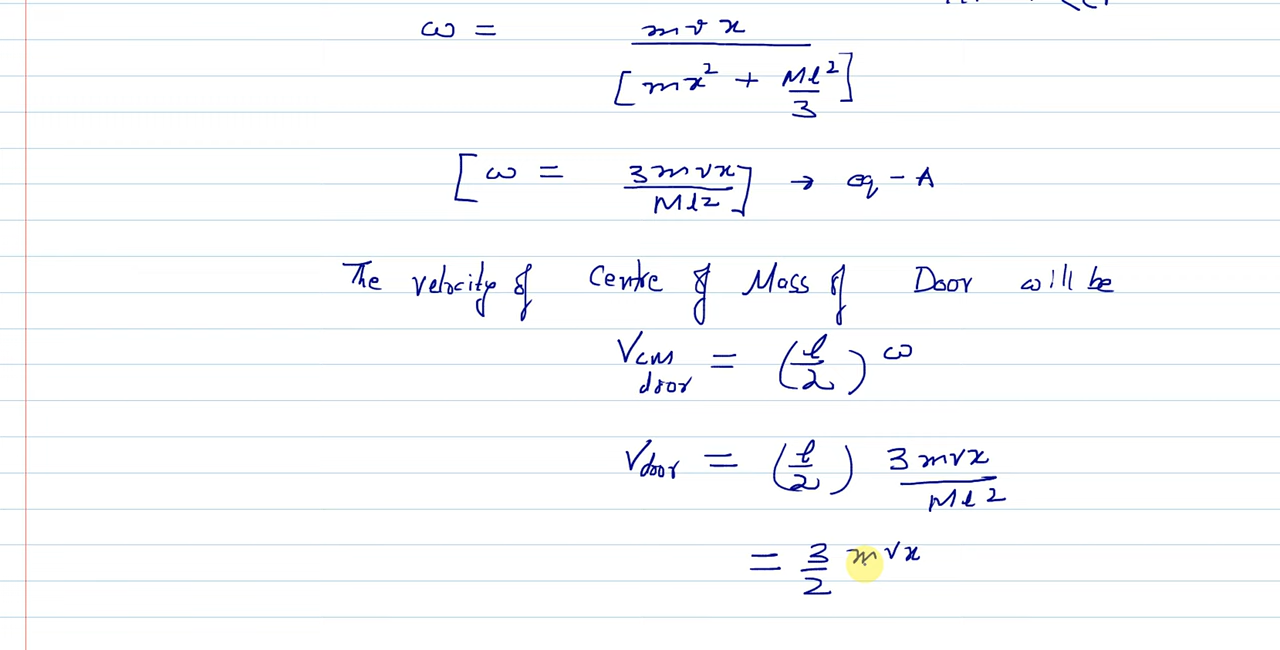 ω = mvx / [mx² + Ml²/3]
[ω = 3mvx / Ml²] → eq - A
The velocity of Centre of Mass of Door will be
Vcm door = (l/2) ω
Vdoor = (l/2) 3mvx / Ml²
= 3/2 mvx